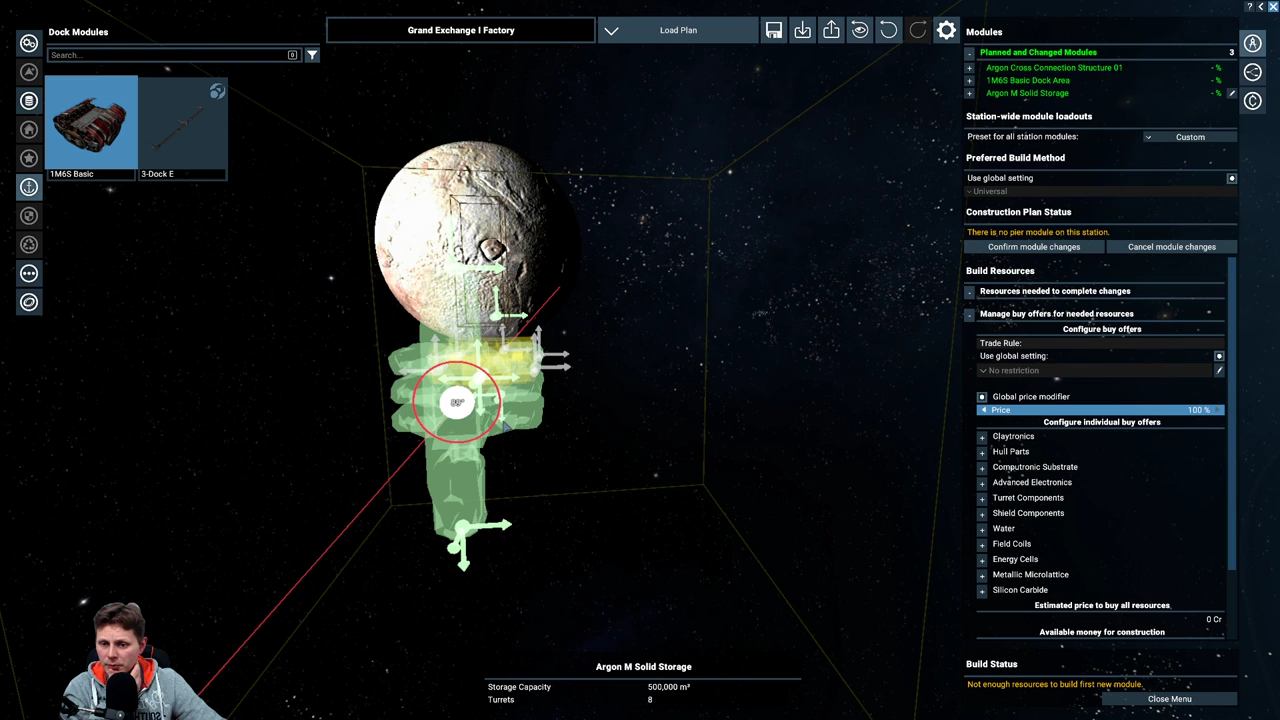 Dock Modules
Search...
0
1M6S Basic
3-Dock E
Grand Exchange I Factory
Load Plan
89°
Argon M Solid Storage
Storage Capacity 500,000 m³
Turrets 8
? < X
Modules
- Planned and Changed Modules 3
+ Argon Cross Connection Structure 01 - %
+ 1M6S Basic Dock Area - %
+ Argon M Solid Storage - %
Station-wide module loadouts
Preset for all station modules: Custom
Preferred Build Method
Use global setting
Universal
Construction Plan Status
There is no pier module on this station.
Confirm module changes Cancel module changes
Build Resources
- Resources needed to complete changes
- Manage buy offers for needed resources
Configure buy offers
Trade Rule:
Use global setting:
No restriction
Global price modifier
Price 100 %
Configure individual buy offers
+ Claytronics
+ Hull Parts
+ Computronic Substrate
+ Advanced Electronics
+ Turret Components
+ Shield Components
+ Water
+ Field Coils
+ Energy Cells
+ Metallic Microlattice
+ Silicon Carbide
Estimated price to buy all resources
0 Cr
Available money for construction
Build Status
Not enough resources to build first new module.
Close Menu